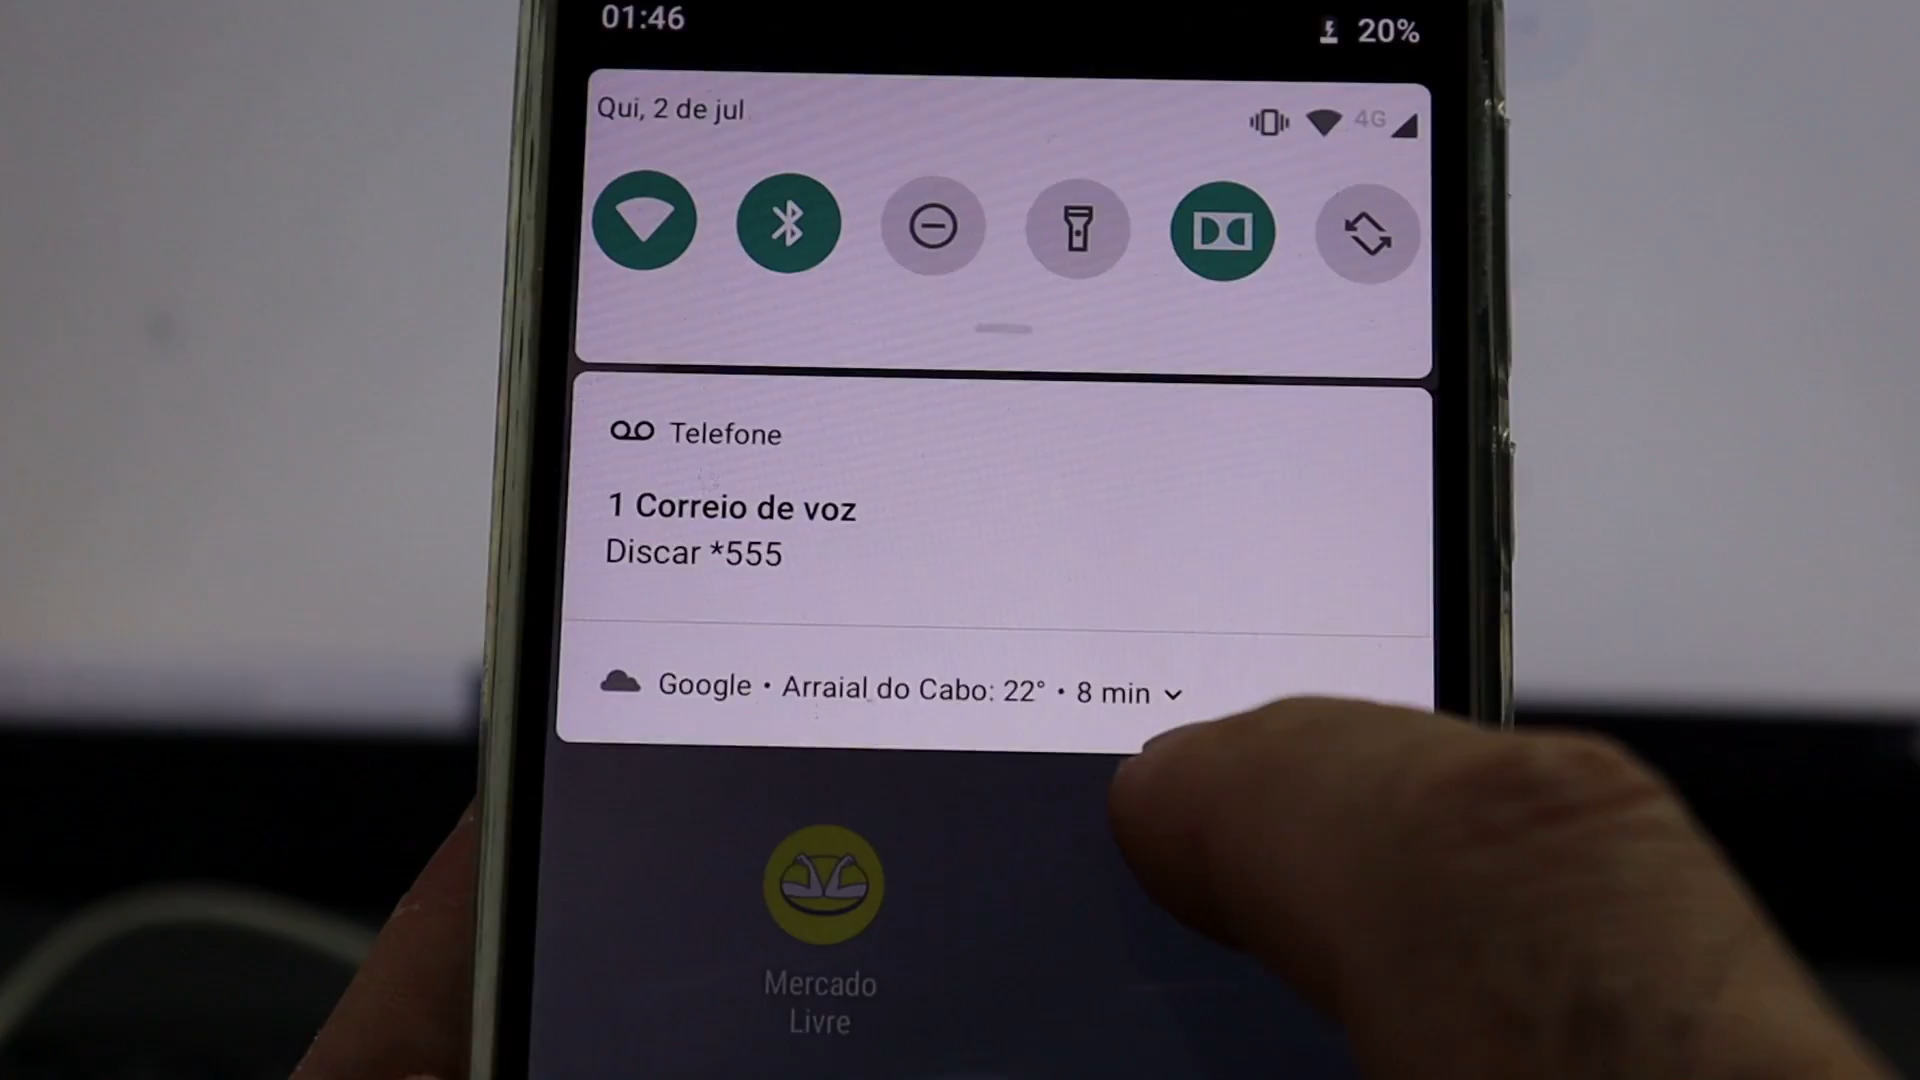 01:46
20%
Qui, 2 de jul
4G
Telefone
1 Correio de voz
Discar *555
Google • Arraial do Cabo: 22° • 8 min
Mercado
Livre